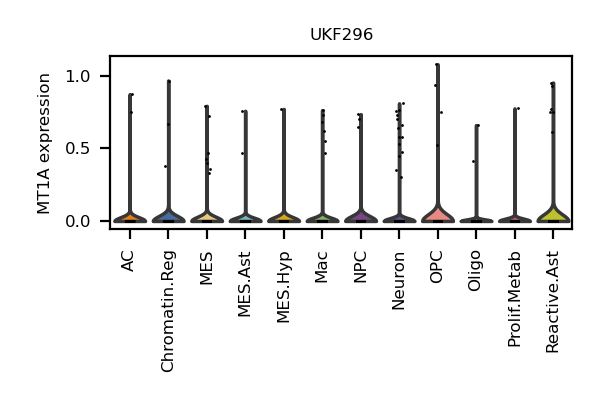 UKF296
MT1A expression
1.0
0.5
0.0
AC
Chromatin.Reg
MES
MES.Ast
MES.Hyp
Mac
NPC
Neuron
OPC
Oligo
Prolif.Metab
Reactive.Ast